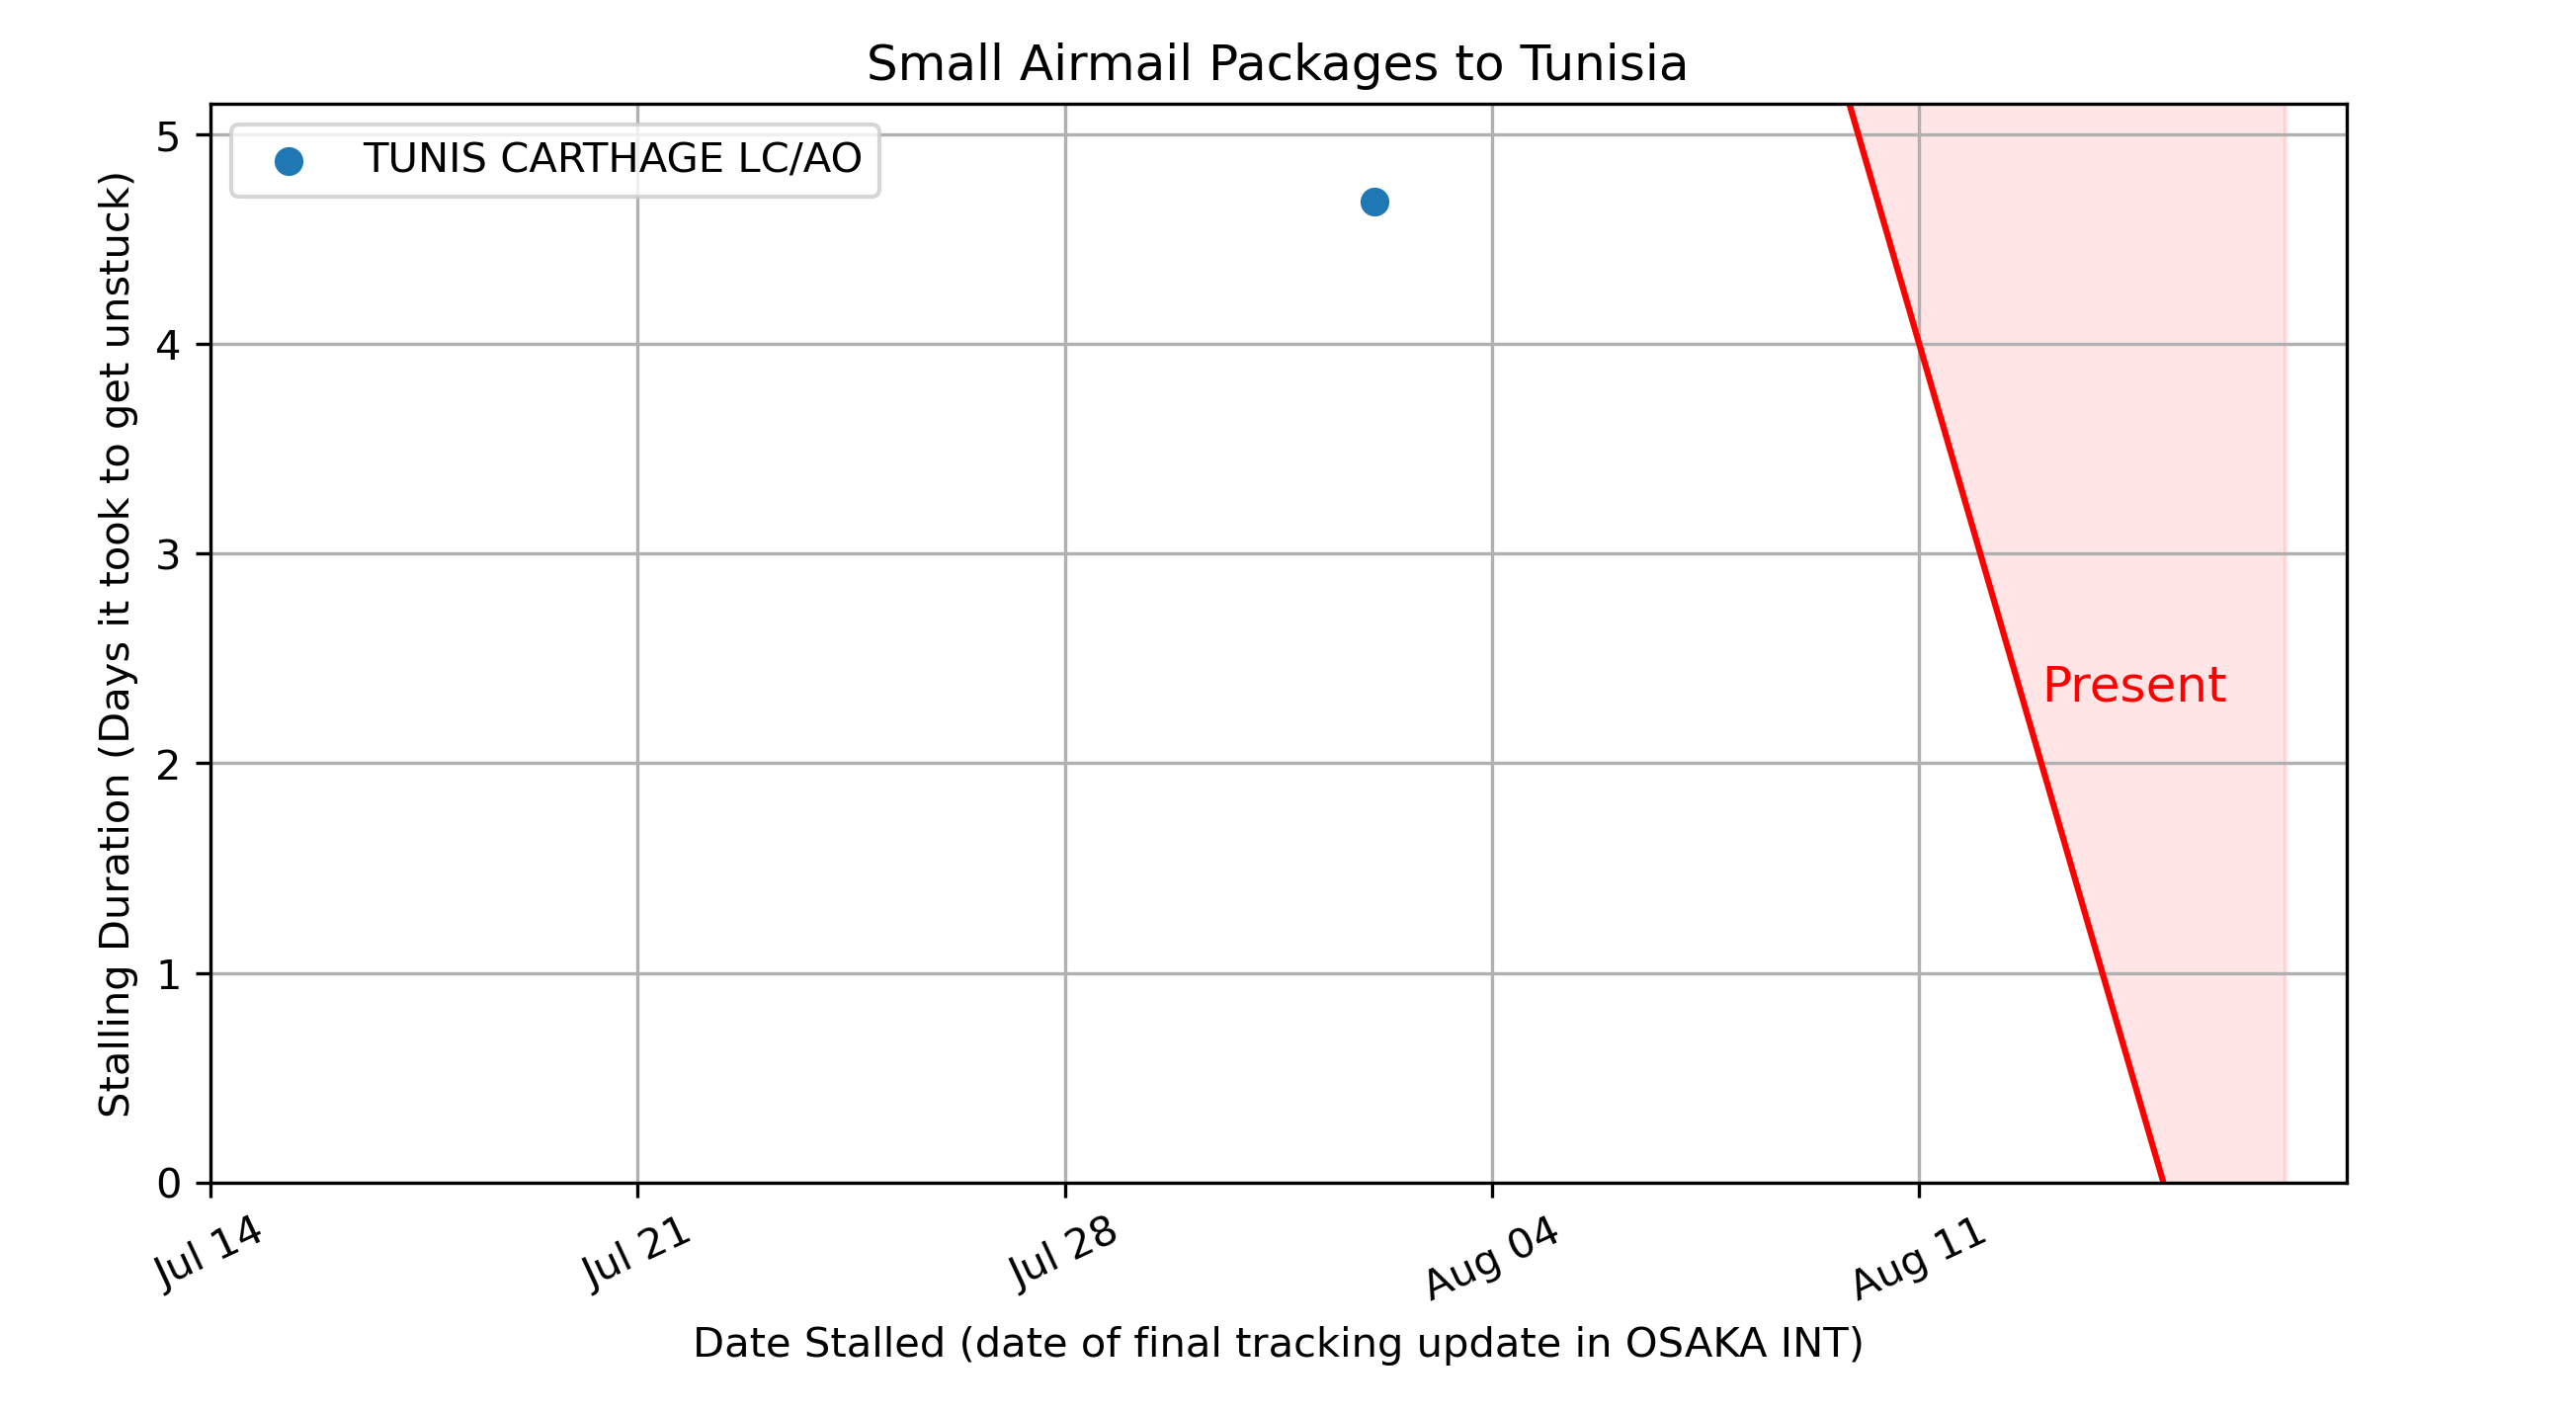 Small Airmail Packages to Tunisia
TUNIS CARTHAGE LC/AO
Stalling Duration (Days it took to get unstuck)
5
4
3
2
1
0
Present
Jul 14
Jul 21
Jul 28
Aug 04
Aug 11
Date Stalled (date of final tracking update in OSAKA INT)